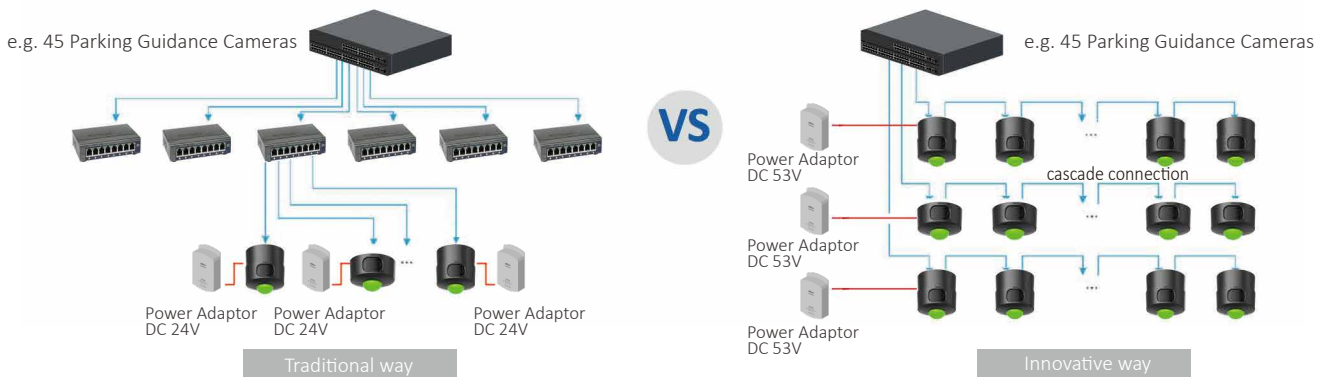 e.g. 45 Parking Guidance Cameras
Power Adaptor
DC 24V
Power Adaptor
DC 24V
Power Adaptor
DC 24V
Traditional way
VS
e.g. 45 Parking Guidance Cameras
Power Adaptor
DC 53V
cascade connection
Power Adaptor
DC 53V
Power Adaptor
DC 53V
Innovative way